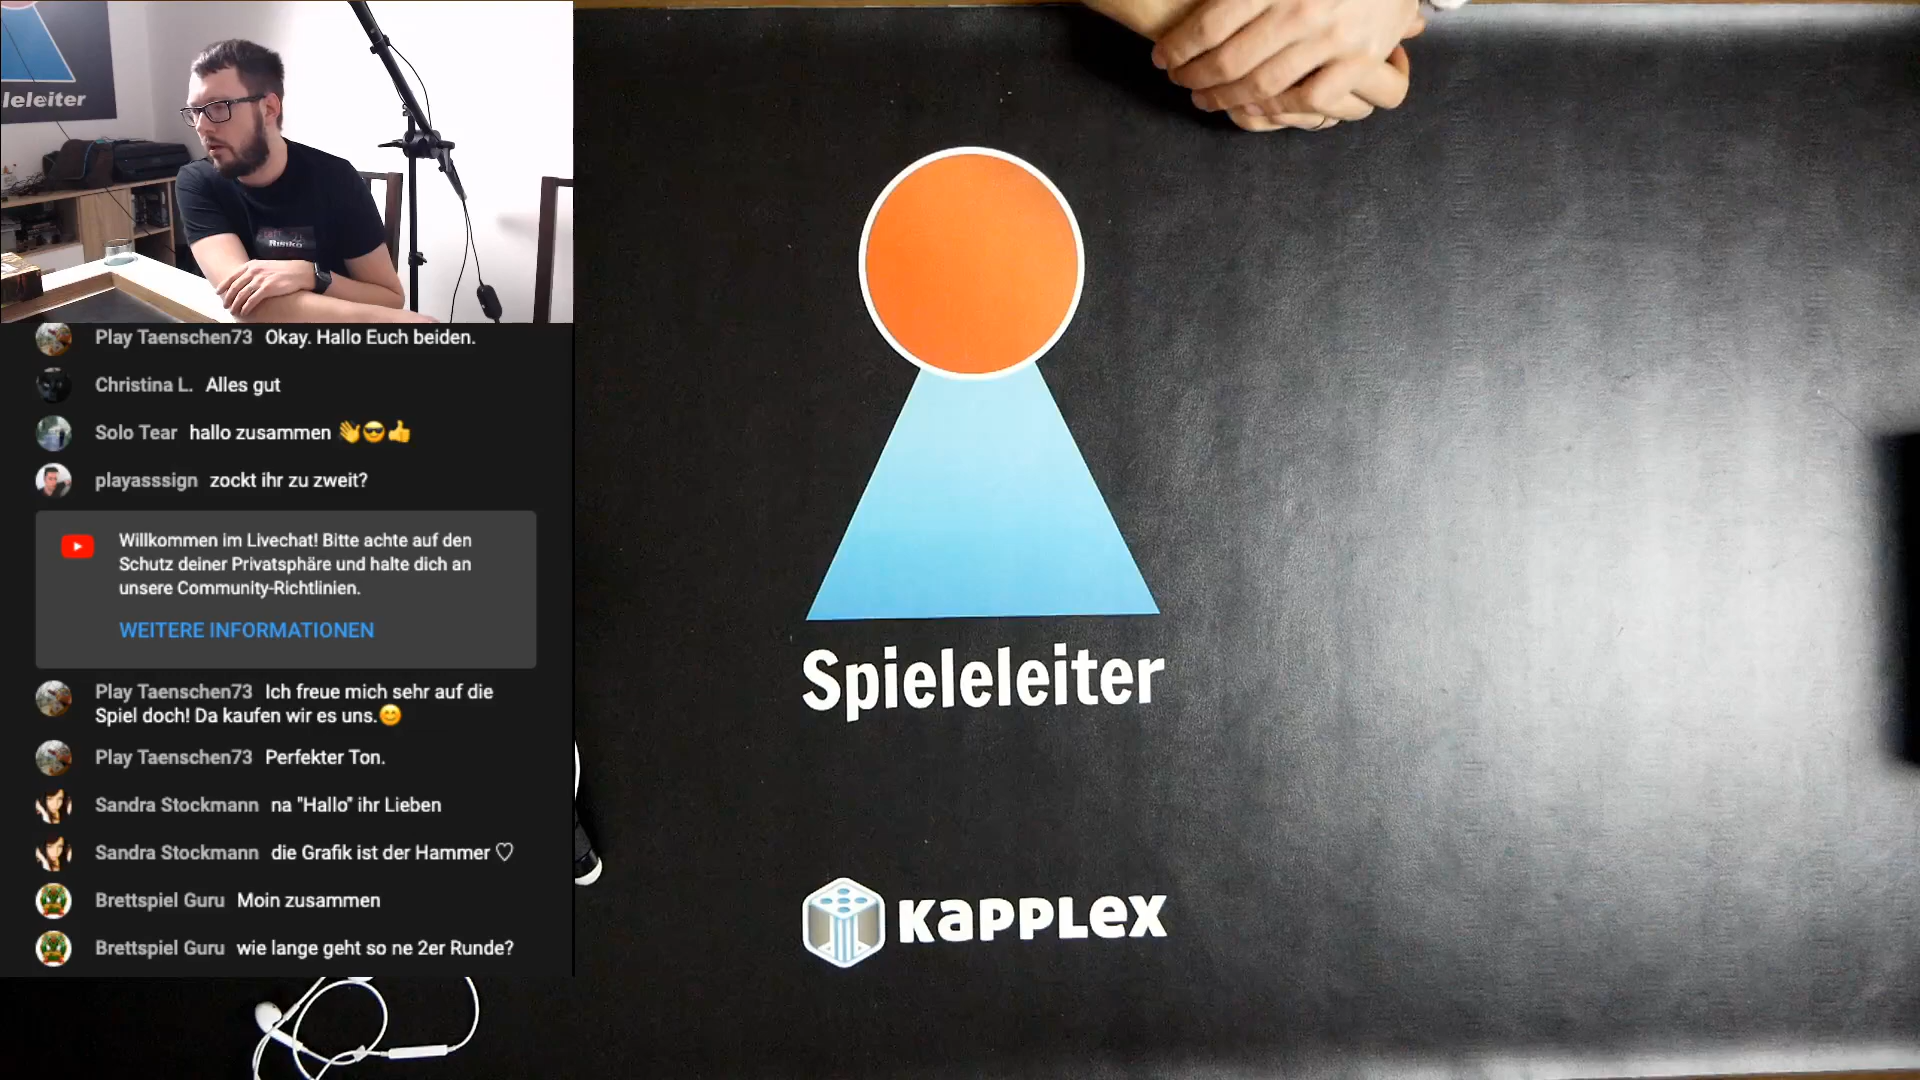 leleiter
Risiko
Play Taenschen73 Okay. Hallo Euch beiden.
Christina L. Alles gut
Solo Tear hallo zusammen 👋😎👍
playasssign zockt ihr zu zweit?
Willkommen im Livechat! Bitte achte auf den
Schutz deiner Privatsphäre und halte dich an
unsere Community-Richtlinien.
WEITERE INFORMATIONEN
Play Taenschen73 Ich freue mich sehr auf die
Spiel doch! Da kaufen wir es uns.😊
Play Taenschen73 Perfekter Ton.
Sandra Stockmann na "Hallo" ihr Lieben
Sandra Stockmann die Grafik ist der Hammer ♡
Brettspiel Guru Moin zusammen
Brettspiel Guru wie lange geht so ne 2er Runde?
Spieleleiter
KAPPLEX